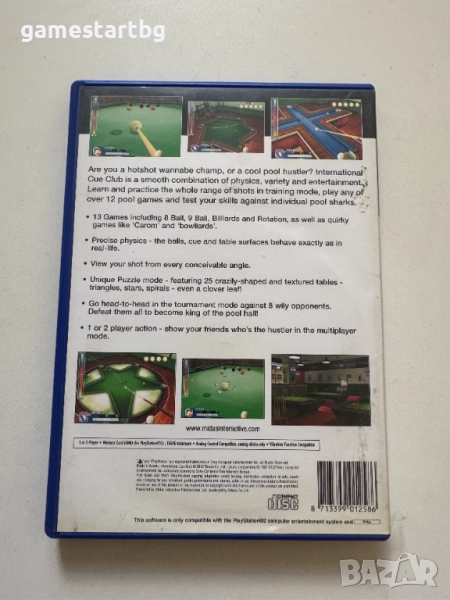 gamestartbg
Are you a hotshot wannabe champ, or a cool pool hustler? International
Cue Club is a smooth combination of physics, variety and entertainment.
Learn and practice the whole range of shots in training mode, play any of
over 12 pool games and test your skills against individual pool sharks.
• 13 Games including 8 Ball, 9 Ball, Billiards and Rotation, as well as quirky
games like 'Carom' and 'bowliards'.
• Precise physics - the balls, cue and table surfaces behave exactly as in
real-life.
• View your shot from every conceivable angle.
• Unique Puzzle mode - featuring 25 crazily-shaped and textured tables -
triangles, stars, spirals - even a clover leaf!
• Go head-to-head in the tournament mode against 8 wily opponents.
Defeat them all to become king of the pool hall!
• 1 or 2 player action - show your friends who's the hustler in the multiplayer
mode.
www.midasinteractive.com
COMPACT
DISC
8 713399 012586
This software is only compatible with the PlayStation®2 computer entertainment system and
PAL
BAZAR